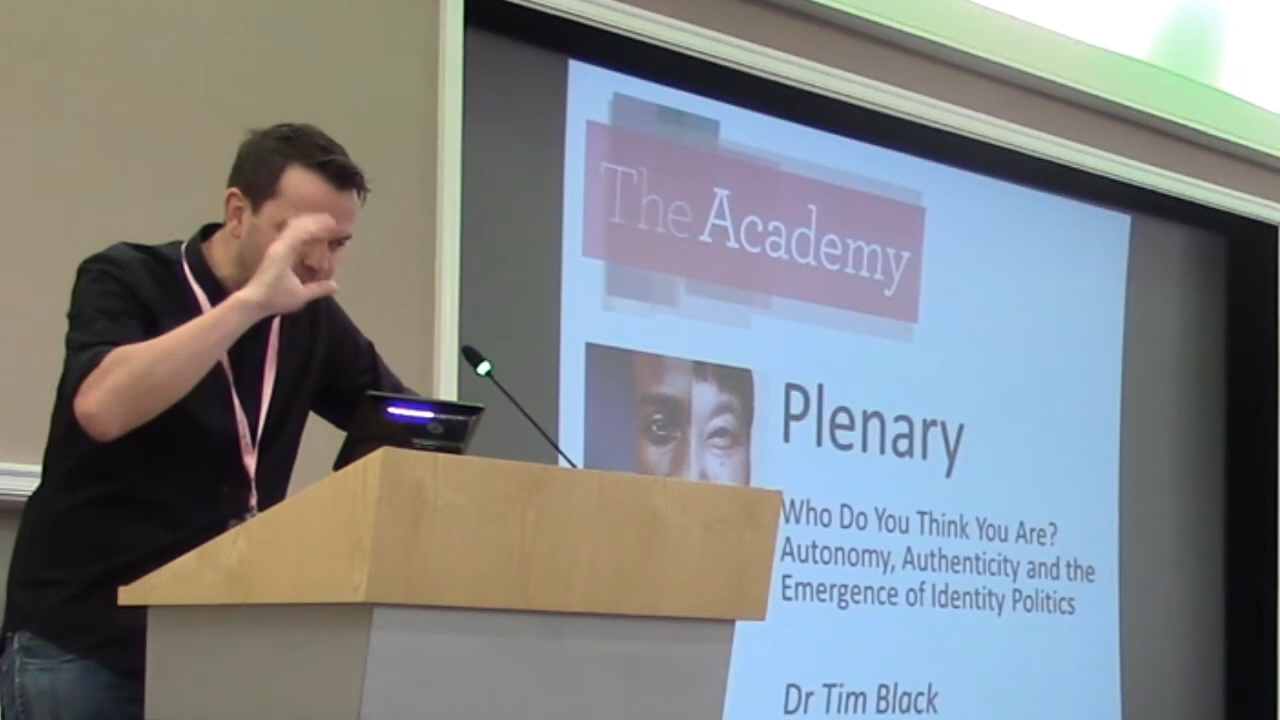 The Academy
Plenary
Who Do You Think You Are?
Autonomy, Authenticity and the
Emergence of Identity Politics
Dr Tim Black